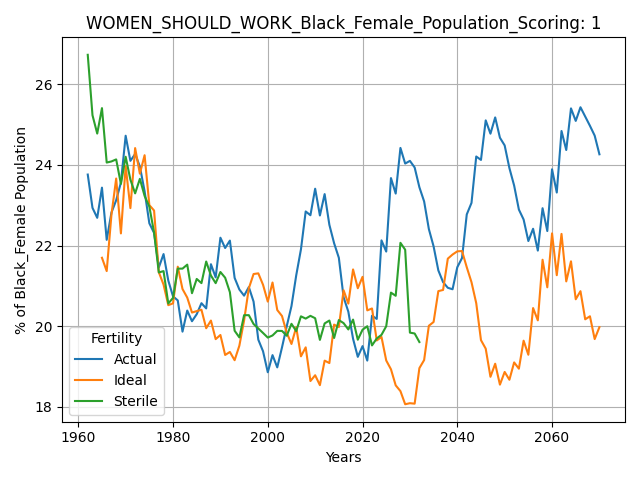 WOMEN_SHOULD_WORK_Black_Female_Population_Scoring: 1
% of Black_Female Population
26
24
22
20
18
Fertility
Actual
Ideal
Sterile
1960 1980 2000 2020 2040 2060
Years